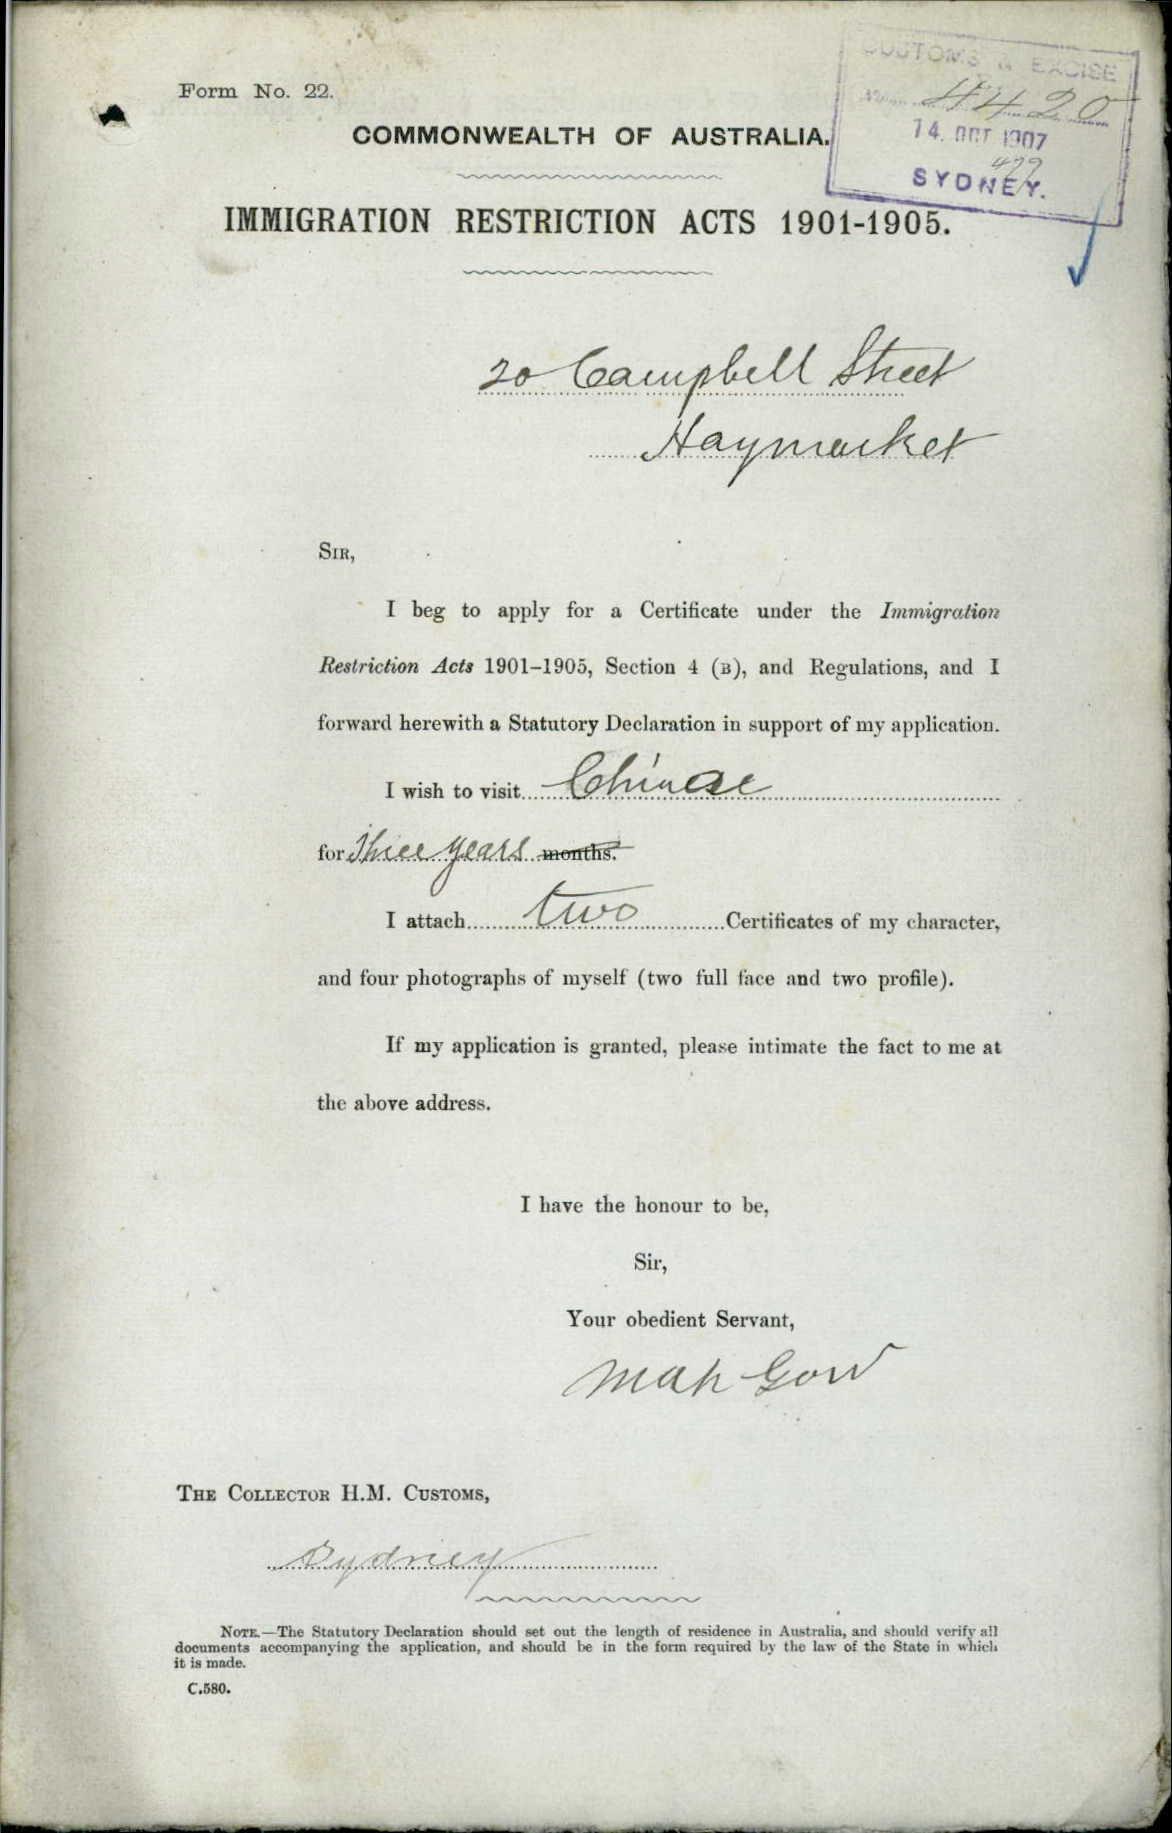 Form No. 22.
CUSTOMS & EXCISE
No. 4420
14. OCT 1907
SYDNEY.
COMMONWEALTH OF AUSTRALIA.
IMMIGRATION RESTRICTION ACTS 1901-1905.
20 Campbell Street
Haymarket
SIR,
I beg to apply for a Certificate under the Immigration
Restriction Acts 1901–1905, Section 4 (B), and Regulations, and I
forward herewith a Statutory Declaration in support of my application.
I wish to visit Chinae
for Three years months.
I attach two Certificates of my character,
and four photographs of myself (two full face and two profile).
If my application is granted, please intimate the fact to me at
the above address.
I have the honour to be,
Sir,
Your obedient Servant,
Mah Gow
THE COLLECTOR H.M. CUSTOMS,
Sydney
NOTE.—The Statutory Declaration should set out the length of residence in Australia, and should verify all
documents accompanying the application, and should be in the form required by the law of the State in which
it is made.
C.580.